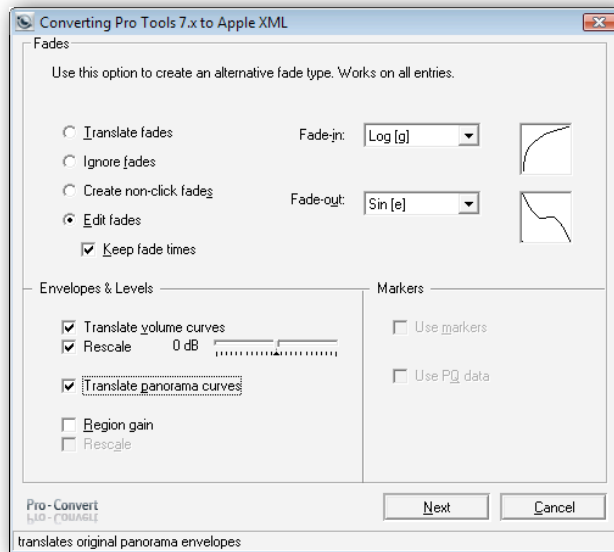 Converting Pro Tools 7.x to Apple XML
Fades
Use this option to create an alternative fade type. Works on all entries.
Translate fades
Ignore fades
Create non-click fades
Edit fades
Keep fade times
Fade-in: Log [g]
Fade-out: Sin [e]
Envelopes & Levels
Translate volume curves
Rescale 0 dB
Translate panorama curves
Region gain
Rescale
Markers
Use markers
Use PQ data
Pro-Convert
Next
Cancel
translates original panorama envelopes